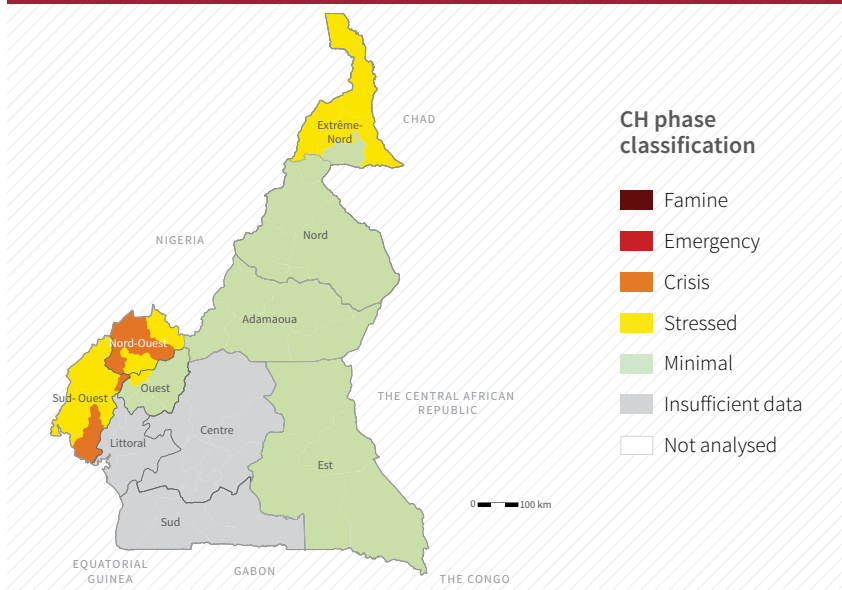 CH phase
classification
Famine
Emergency
Crisis
Stressed
Minimal
Insufficient data
Not analysed
CHAD
Extrême-
Nord
NIGERIA
Nord
Adamaoua
Nord-Ouest
Ouest
Sud- Ouest
THE CENTRAL AFRICAN
REPUBLIC
Littoral
Centre
Est
0 100 km
Sud
EQUATORIAL
GUINEA
GABON
THE CONGO